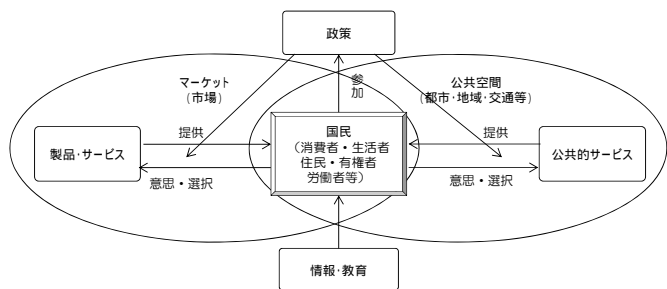 政策
マーケット
(市場)
参
加
公共空間
(都市･地域･交通等)
提供
国民
(消費者・生活者
住民・有権者
労働者等)
提供
製品･サービス
公共的サービス
意思・選択
意思・選択
情報・教育